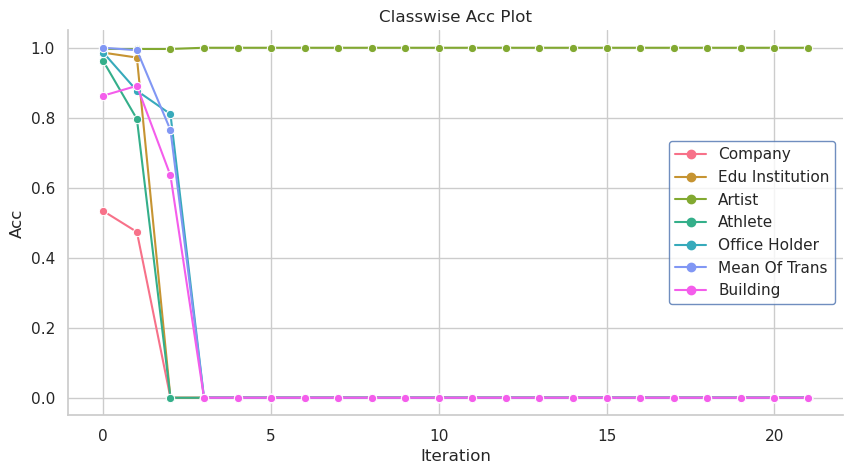 Classwise Acc Plot
1.0
0.8
0.6
0.4
0.2
0.0
Acc
0
5
10
15
20
Iteration
Company
Edu Institution
Artist
Athlete
Office Holder
Mean Of Trans
Building